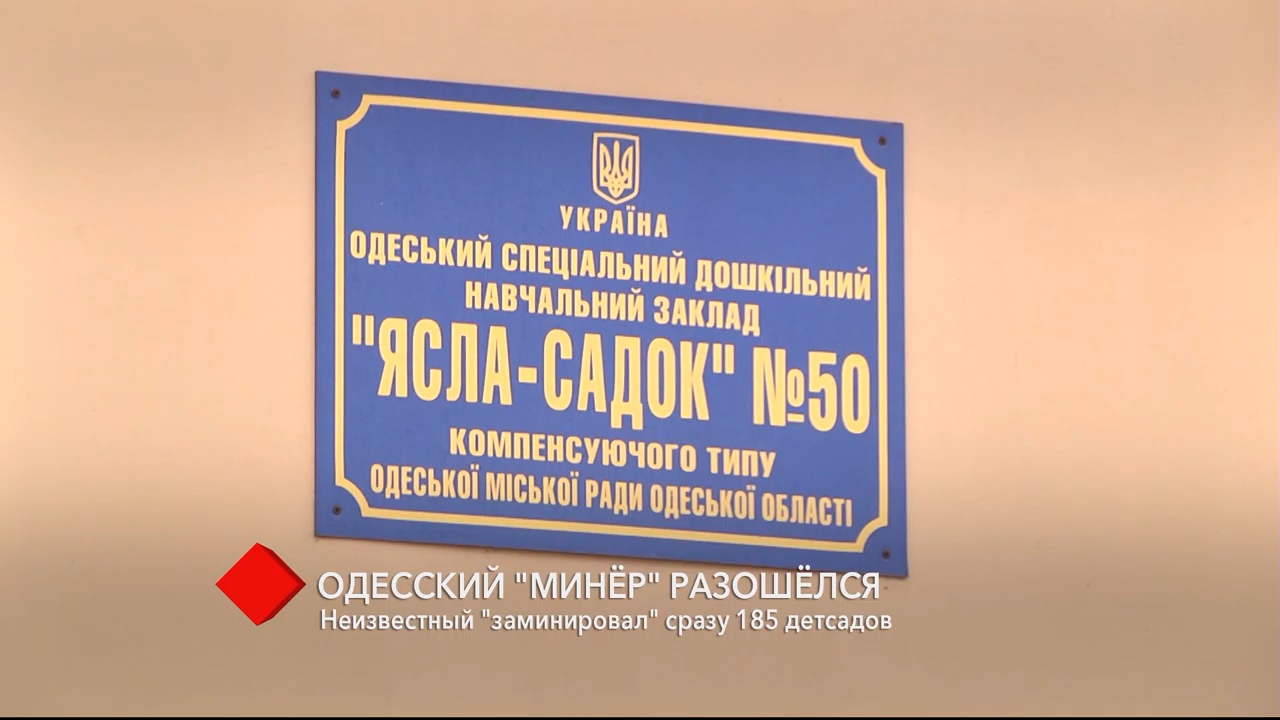 УКРАЇНА
ОДЕСЬКИЙ СПЕЦІАЛЬНИЙ ДОШКІЛЬНИЙ
НАВЧАЛЬНИЙ ЗАКЛАД
"ЯСЛА-САДОК" №50
КОМПЕНСУЮЧОГО ТИПУ
ОДЕСЬКОЇ МІСЬКОЇ РАДИ ОДЕСЬКОЇ ОБЛАСТІ
ОДЕССКИЙ "МИНЁР" РАЗОШЁЛСЯ
Неизвестный "заминировал" сразу 185 детсадов